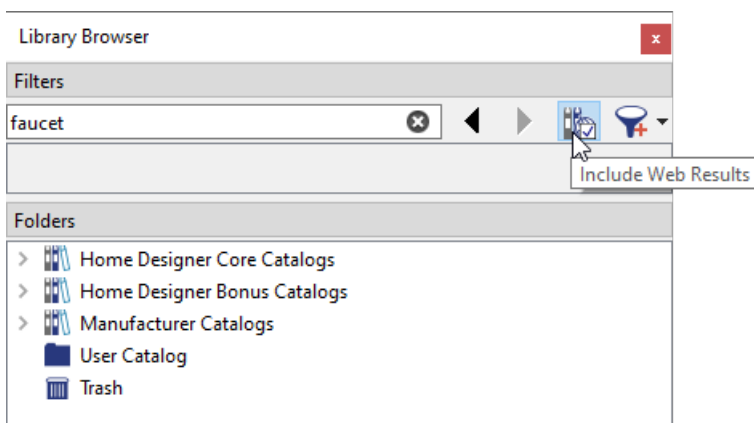 Library Browser
x
Filters
faucet
Include Web Results
Folders
Home Designer Core Catalogs
Home Designer Bonus Catalogs
Manufacturer Catalogs
User Catalog
Trash